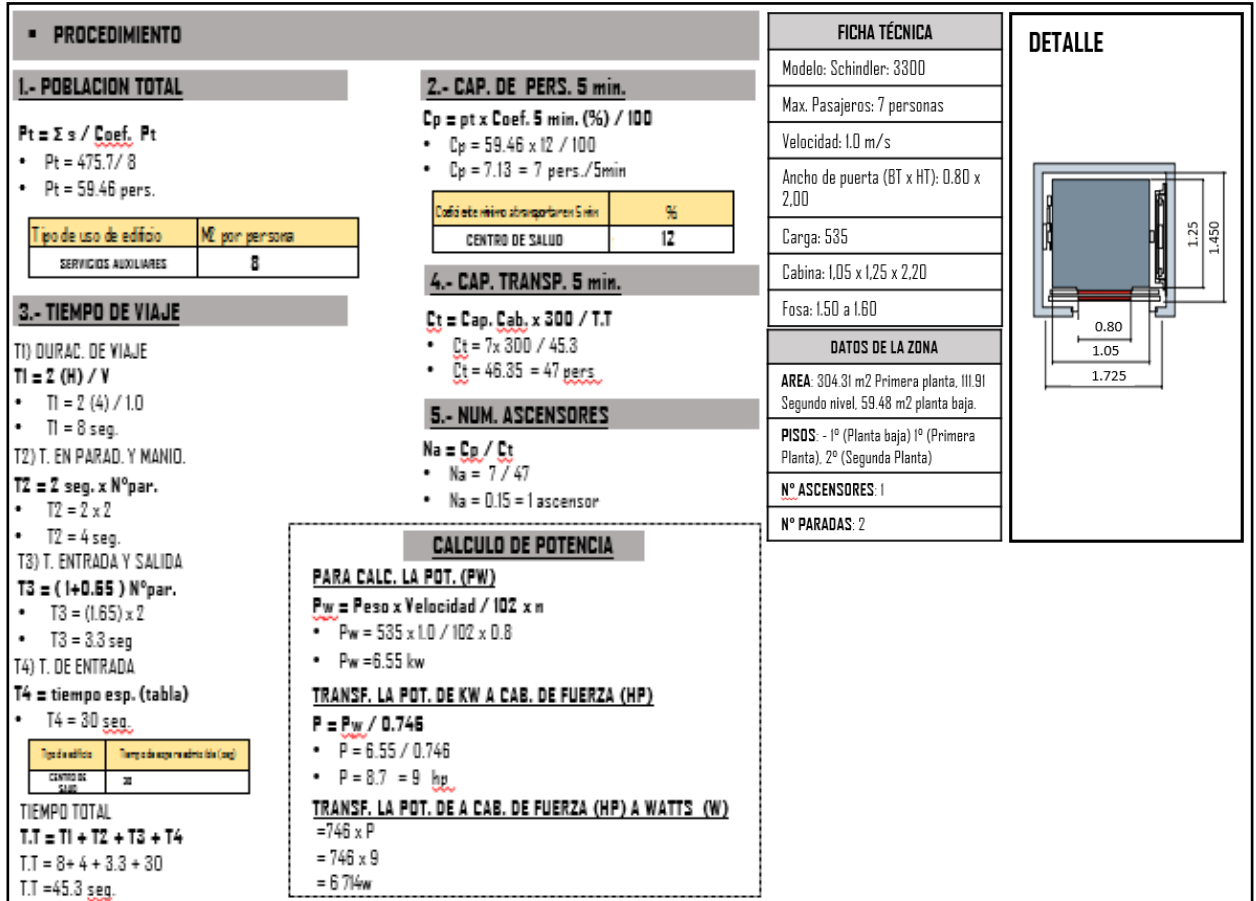 ▪ PROCEDIMIENTO
1.- POBLACION TOTAL
Pt = Σ s / Coef. Pt
• Pt = 475.7/ 8
• Pt = 59.46 pers.
Tipo de uso de edificio M2 por persona
SERVICIOS AUXILIARES 8
3.- TIEMPO DE VIAJE
T1) DURAC. DE VIAJE
T1 = 2 (H) / V
• T1 = 2 (4) / 1.0
• T1 = 8 seg.
T2) T. EN PARAD. Y MANIO.
T2 = 2 seg. x N°par.
• T2 = 2 x 2
• T2 = 4 seg.
T3) T. ENTRADA Y SALIDA
T3 = ( 1+0.65 ) N°par.
• T3 = (1.65) x 2
• T3 = 3.3 seg
T4) T. DE ENTRADA
T4 = tiempo esp. (tabla)
• T4 = 30 seg.
Tipo de edificio Tiempo de espera admisible (seg)
CENTRO DE
SALUD 30
TIEMPO TOTAL
T.T = T1 + T2 + T3 + T4
T.T = 8+ 4 + 3.3 + 30
T.T =45.3 seg.
2.- CAP. DE PERS. 5 min.
Cp = pt x Coef. 5 min. (%) / 100
• Cp = 59.46 x 12 / 100
• Cp = 7.13 = 7 pers./5min
%
CENTRO DE SALUD 12
4.- CAP. TRANSP. 5 min.
Ct = Cap. Cab. x 300 / T.T
• Ct = 7x 300 / 45.3
• Ct = 46.35 = 47 pers
5.- NUM. ASCENSORES
Na = Cp / Ct
• Na = 7 / 47
• Na = 0.15 = 1 ascensor
CALCULO DE POTENCIA
PARA CALC. LA POT. (PW)
Pw = Peso x Velocidad / 102 x n
• Pw = 535 x 1.0 / 102 x 0.8
• Pw =6.55 kw
TRANSF. LA POT. DE KW A CAB. DE FUERZA (HP)
P = Pw / 0.746
• P = 6.55 / 0.746
• P = 8.7 = 9 hp
TRANSF. LA POT. DE A CAB. DE FUERZA (HP) A WATTS (W)
=746 x P
= 746 x 9
= 6 714w
FICHA TÉCNICA
Modelo: Schindler: 3300
Max. Pasajeros: 7 personas
Velocidad: 1.0 m/s
Ancho de puerta (BT x HT): 0.80 x
2,00
Carga: 535
Cabina: 1,05 x 1,25 x 2,20
Fosa: 1.50 a 1.60
DATOS DE LA ZONA
AREA: 304.31 m2 Primera planta, 111.91
Segundo nivel, 59.48 m2 planta baja.
PISOS: - 1º (Planta baja) 1º (Primera
Planta), 2º (Segunda Planta)
N° ASCENSORES: 1
N° PARADAS: 2
DETALLE
1.25
1.450
0.80
1.05
1.725